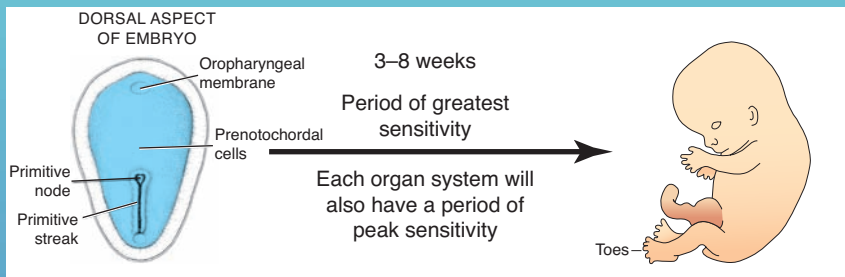 DORSAL ASPECT
OF EMBRYO
Oropharyngeal
membrane
Prenotochordal
cells
Primitive
node
Primitive
streak
3–8 weeks
Period of greatest
sensitivity
Each organ system will
also have a period of
peak sensitivity
Toes